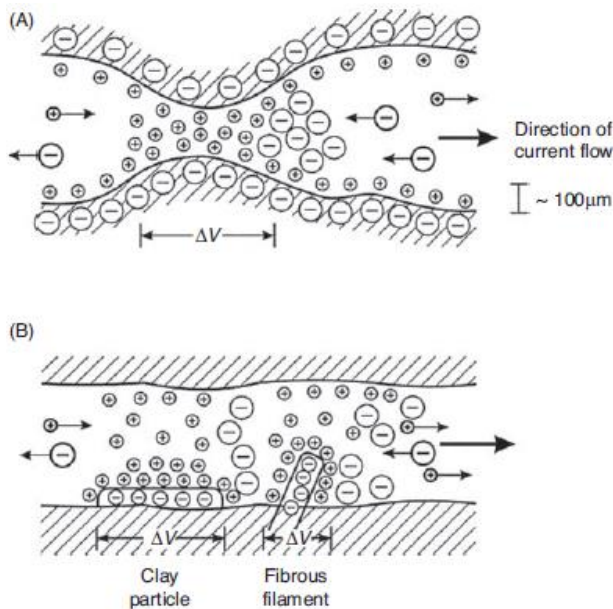 (A)
Direction of
current flow
~ 100μm
ΔV
(B)
ΔV ΔV
Clay Fibrous
particle filament